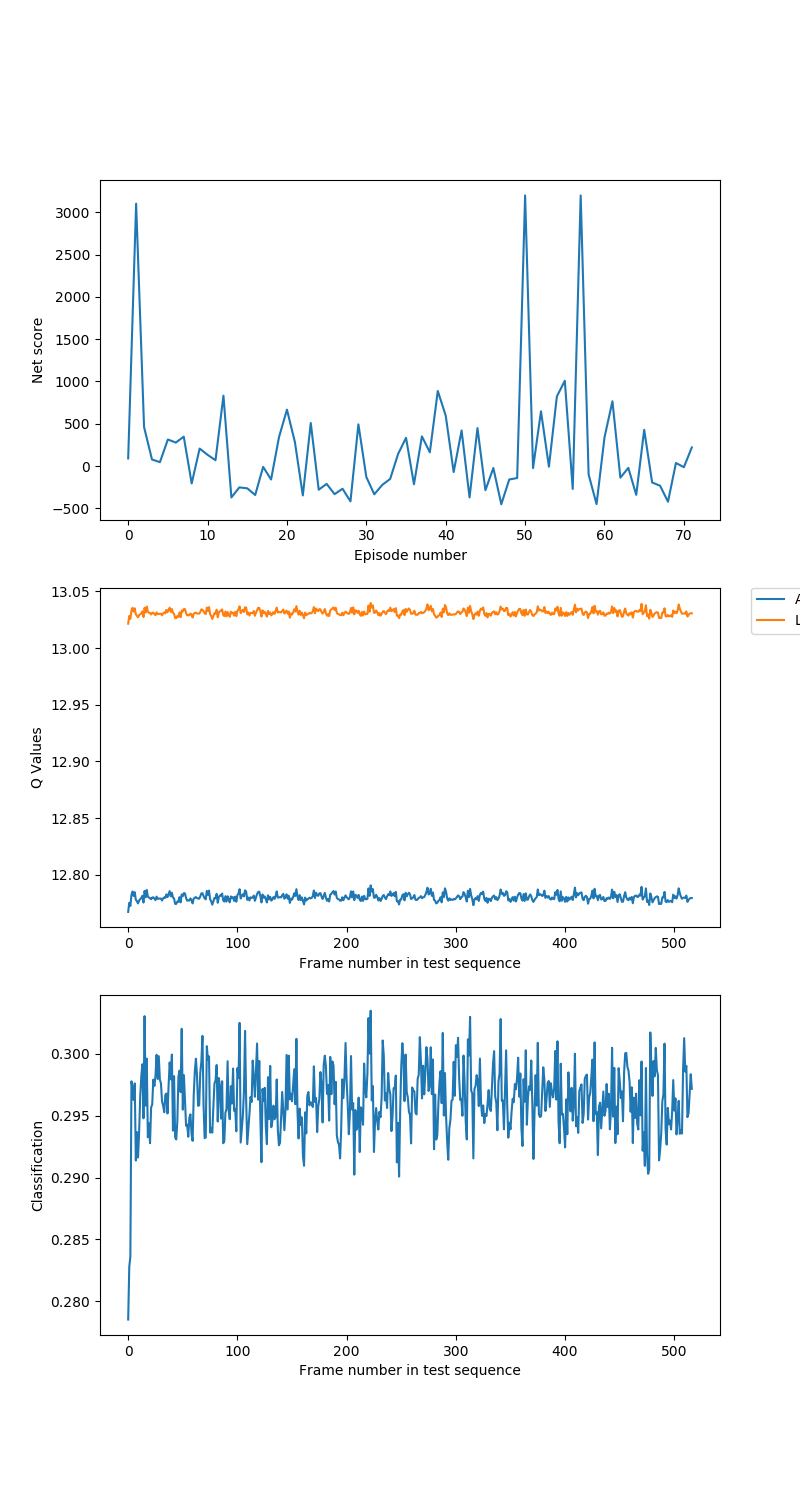 3000
2500
2000
1500
1000
500
0
−500
Net score
0 10 20 30 40 50 60 70
Episode number
13.05
13.00
12.95
12.90
12.85
12.80
Q Values
0 100 200 300 400 500
Frame number in test sequence
A
L
0.300
0.295
0.290
0.285
0.280
Classification
0 100 200 300 400 500
Frame number in test sequence